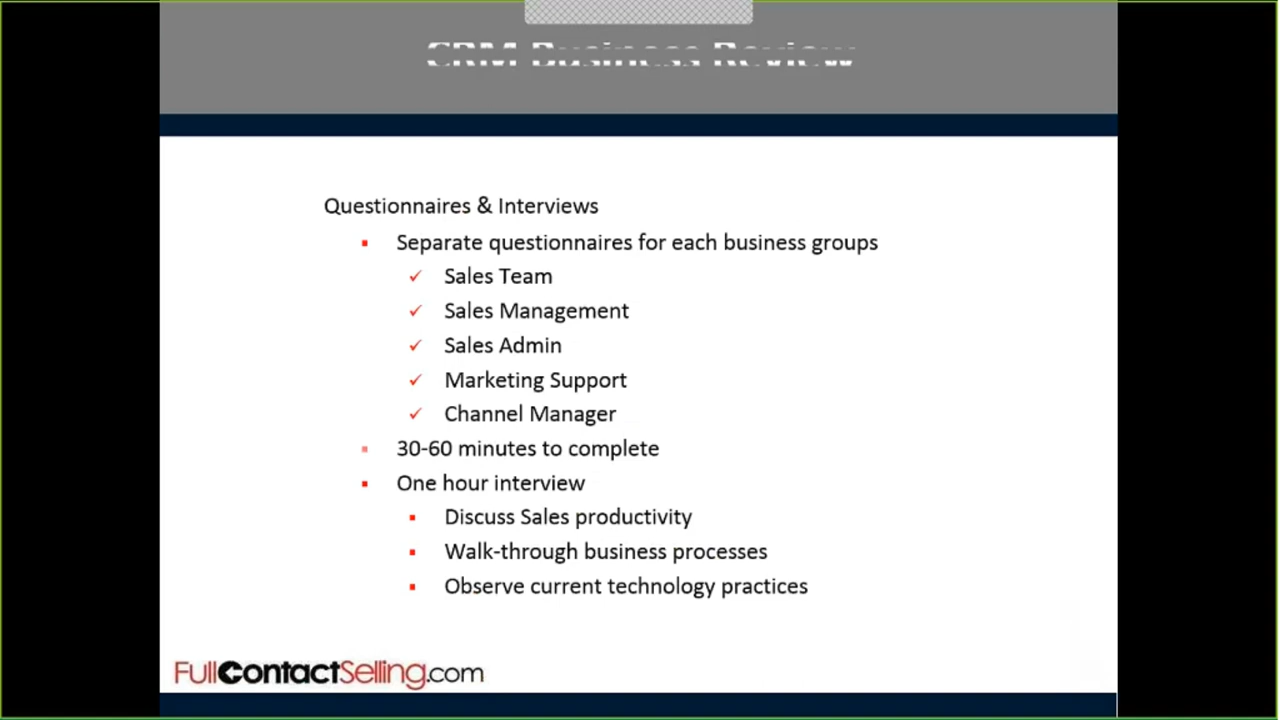 CRM Business Review
Questionnaires & Interviews
Separate questionnaires for each business groups
Sales Team
Sales Management
Sales Admin
Marketing Support
Channel Manager
30-60 minutes to complete
One hour interview
Discuss Sales productivity
Walk-through business processes
Observe current technology practices
FullContactSelling.com